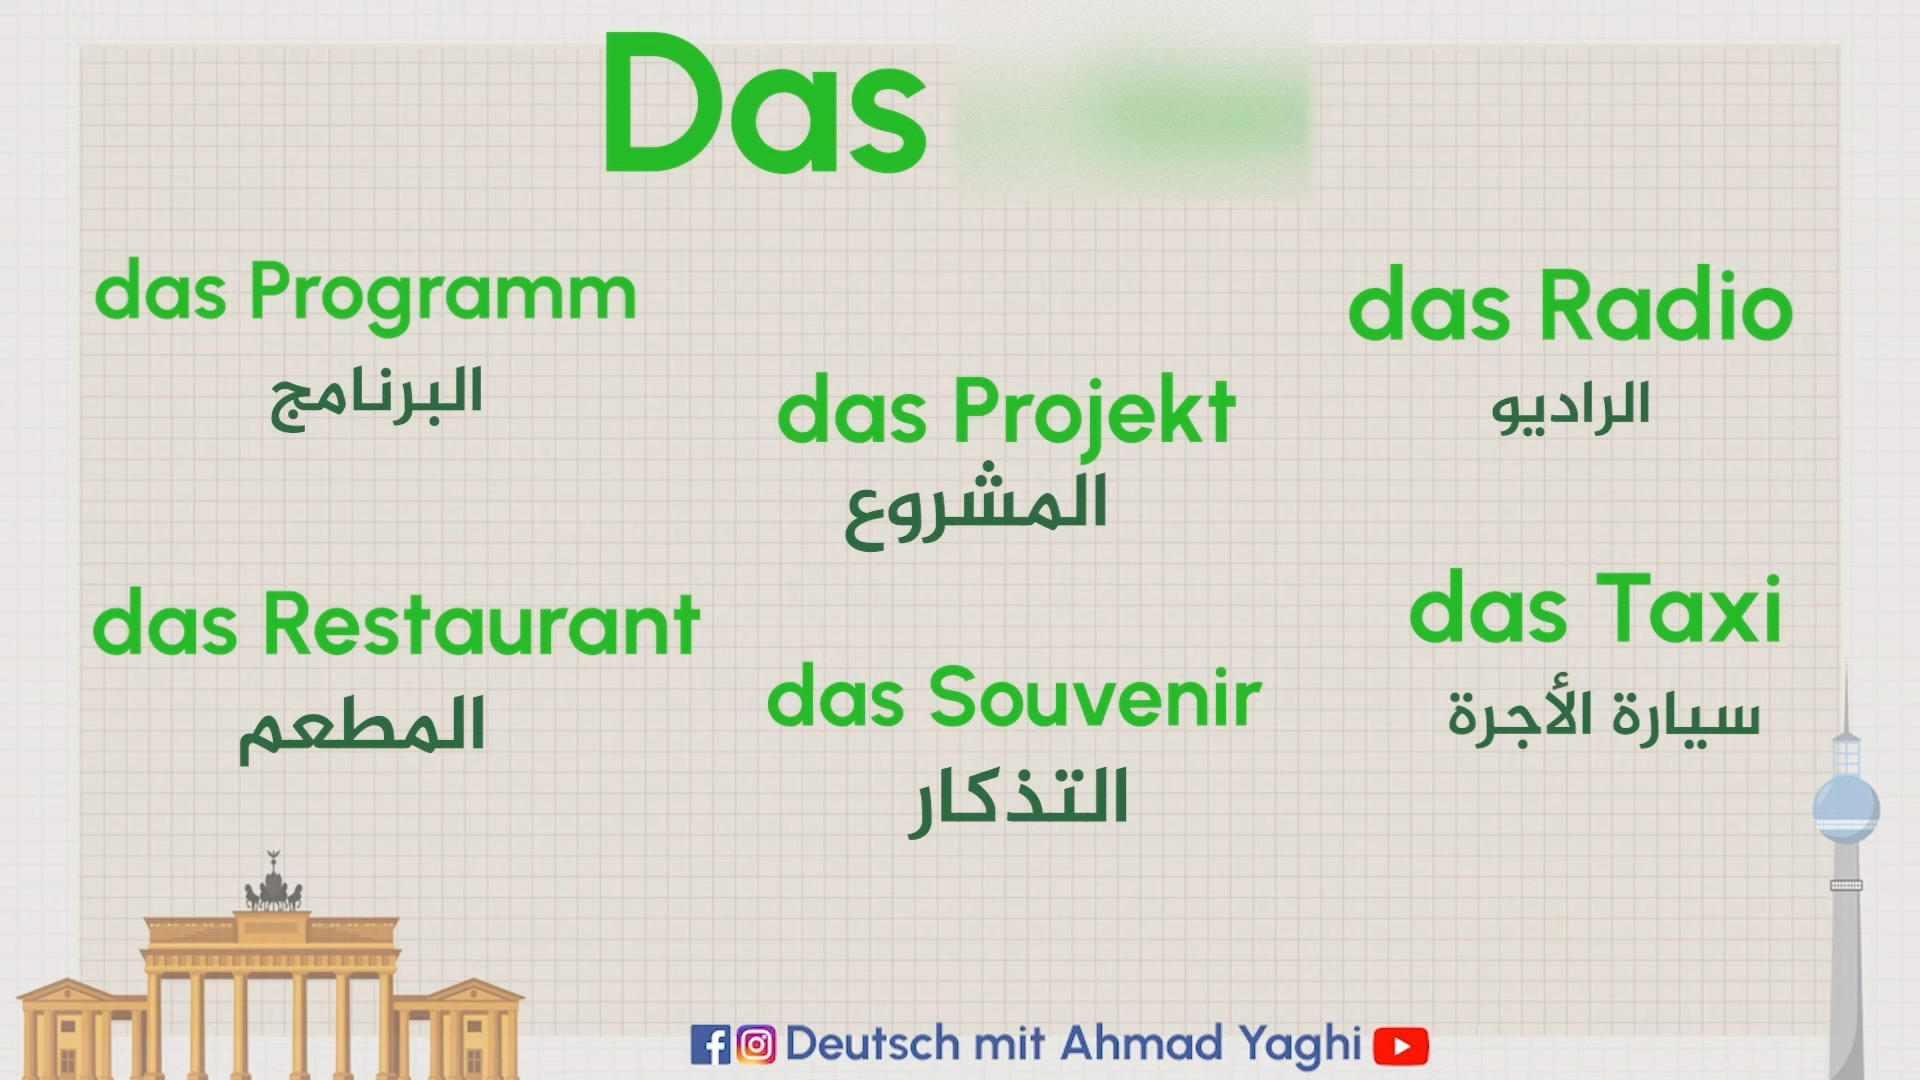 Das
das Programm
البرنامج
das Projekt
المشروع
das Radio
الراديو
das Restaurant
المطعم
das Souvenir
التذكار
das Taxi
سيارة الأجرة
Deutsch mit Ahmad Yaghi